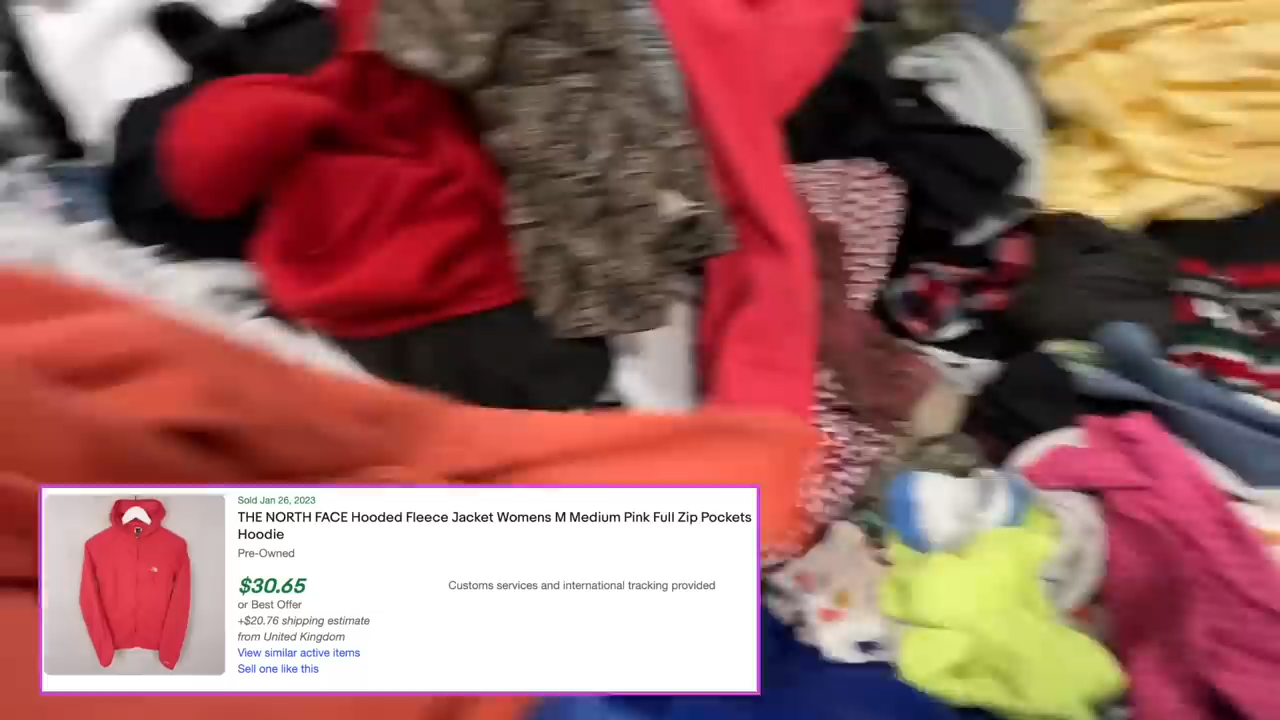 Sold Jan 26, 2023
THE NORTH FACE Hooded Fleece Jacket Womens M Medium Pink Full Zip Pockets
Hoodie
Pre-Owned
$30.65
Customs services and international tracking provided
or Best Offer
+$20.76 shipping estimate
from United Kingdom
View similar active items
Sell one like this